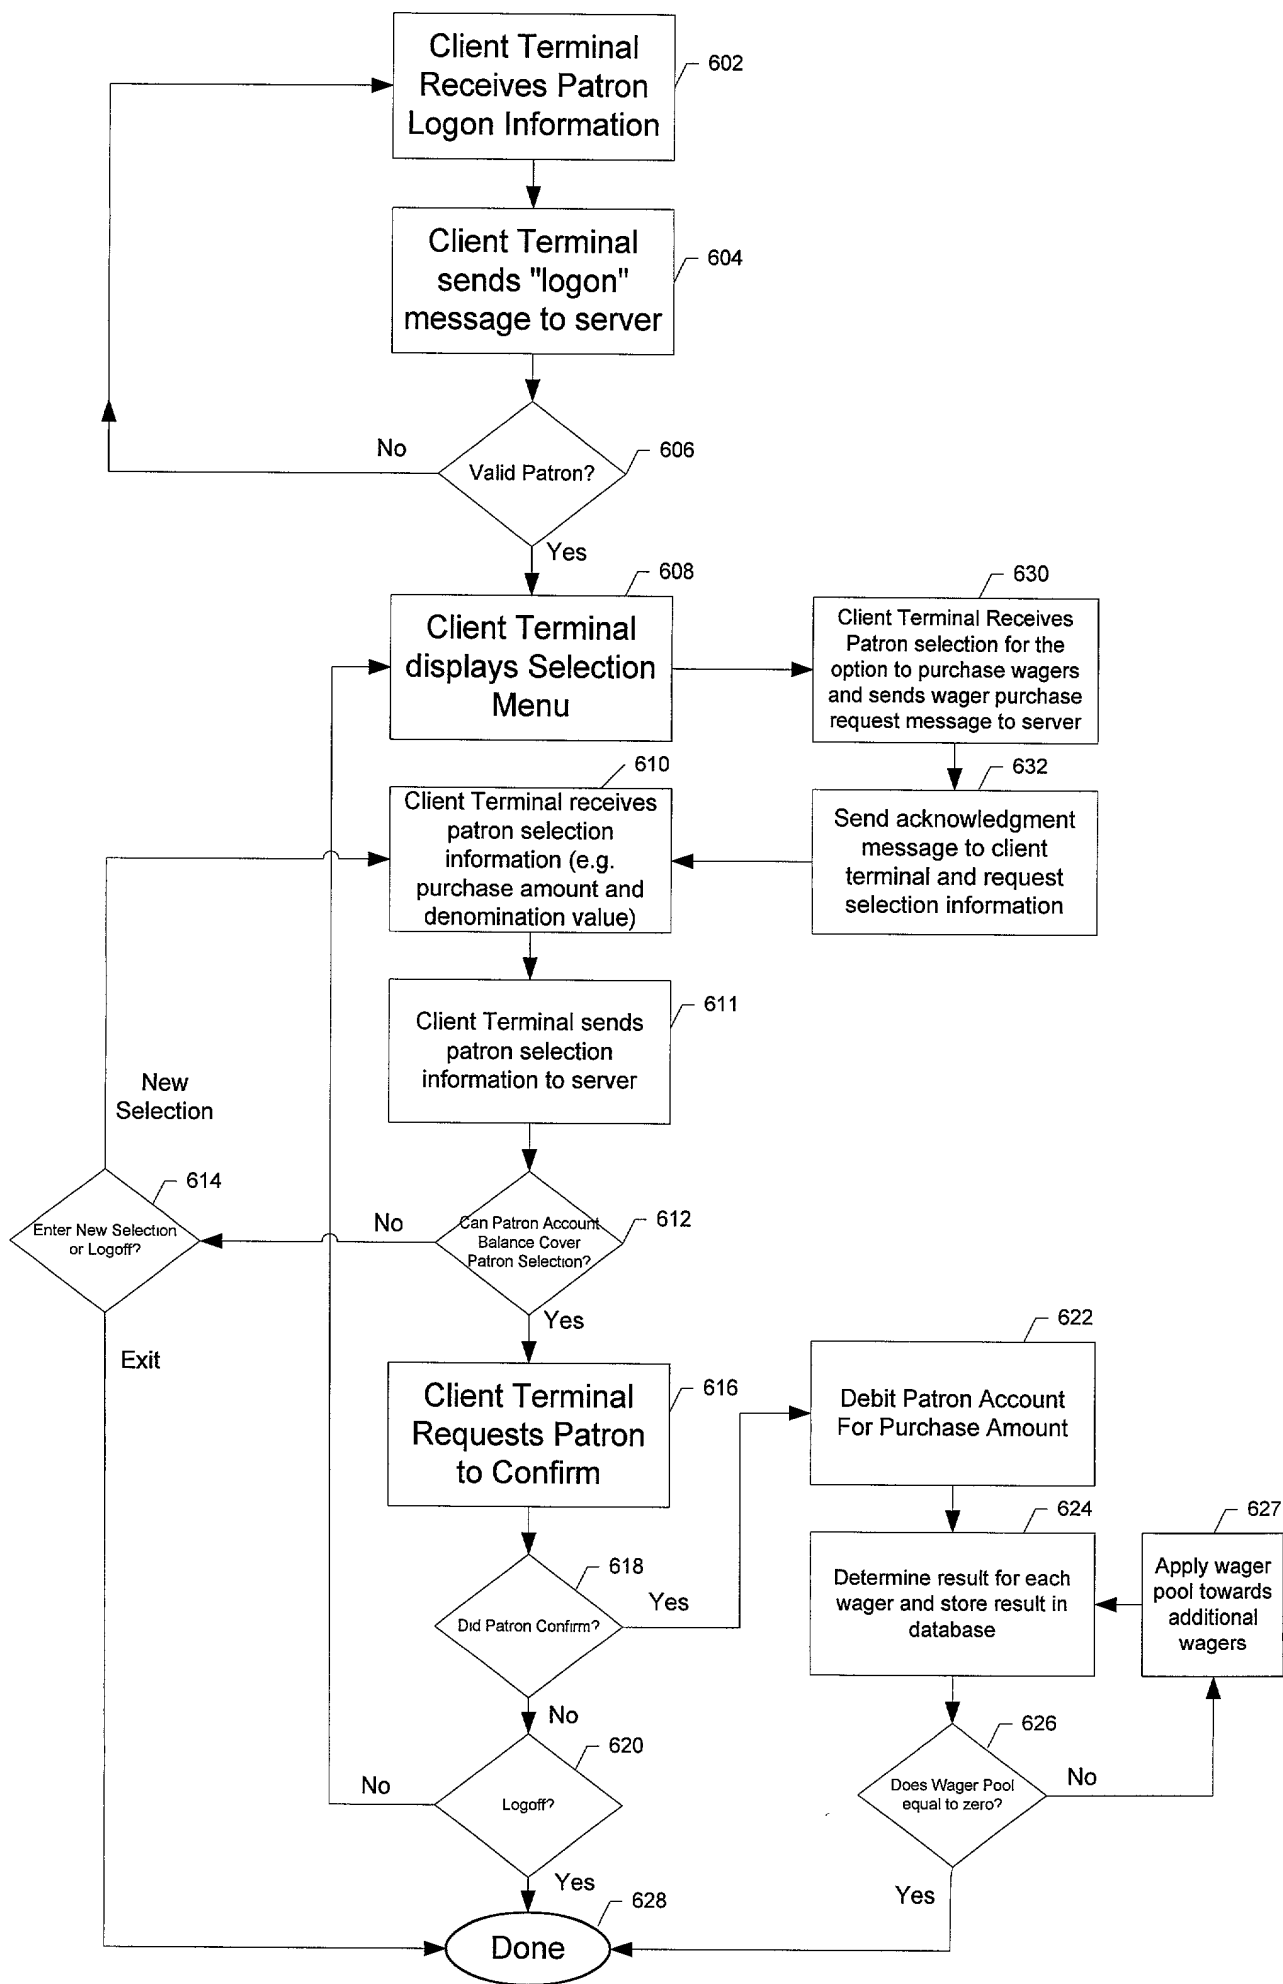 Client Terminal
Receives Patron
Logon Information
602
Client Terminal
sends "logon"
message to server
604
Valid Patron?
606
No
Yes
Client Terminal
displays Selection
Menu
608
Client Terminal Receives
Patron selection for the
option to purchase wagers
and sends wager purchase
request message to server
630
Send acknowledgment
message to client
terminal and request
selection information
632
Client Terminal receives
patron selection
information (e.g.
purchase amount and
denomination value)
610
Client Terminal sends
patron selection
information to server
611
New
Selection
Enter New Selection
or Logoff?
614
No
Can Patron Account
Balance Cover
Patron Selection?
612
Yes
Exit
Client Terminal
Requests Patron
to Confirm
616
Debit Patron Account
For Purchase Amount
622
Did Patron Confirm?
618
Yes
No
Determine result for each
wager and store result in
database
624
Apply wager
pool towards
additional
wagers
627
Logoff?
620
No
Yes
Does Wager Pool
equal to zero?
626
No
Yes
Done
628